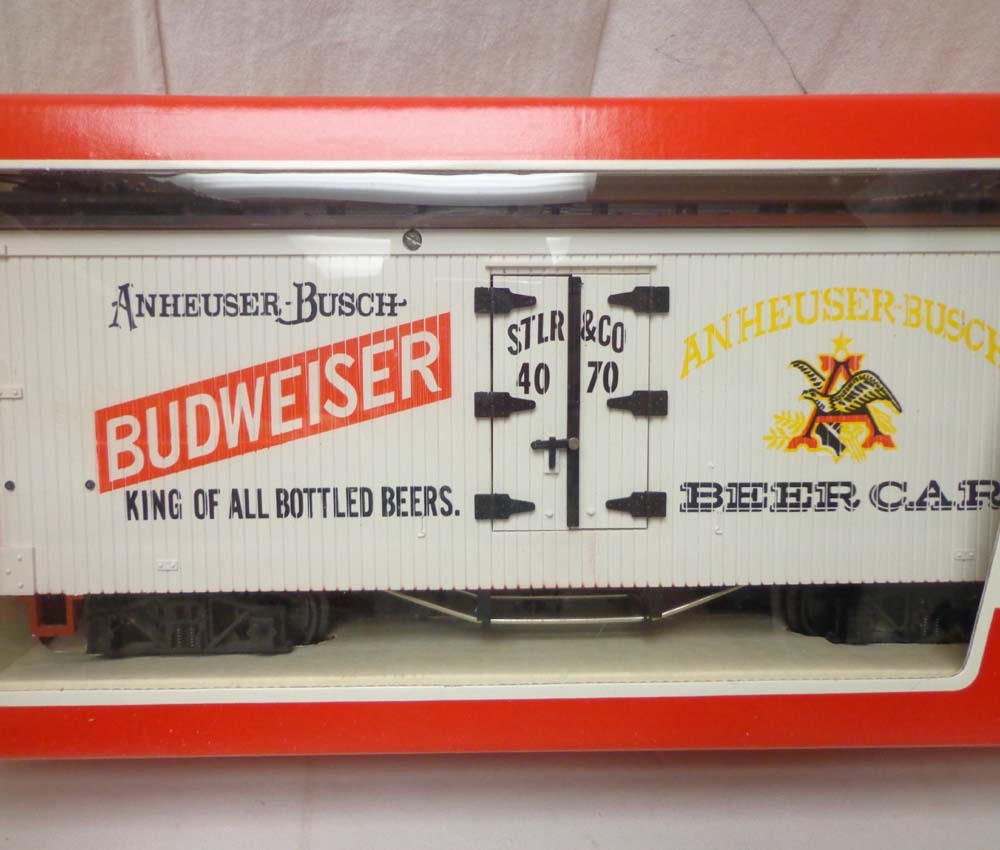 ANHEUSER-BUSCH
BUDWEISER
KING OF ALL BOTTLED BEERS.
STLR &CO
40 70
ANHEUSER-BUSCH
A
BEER CAR